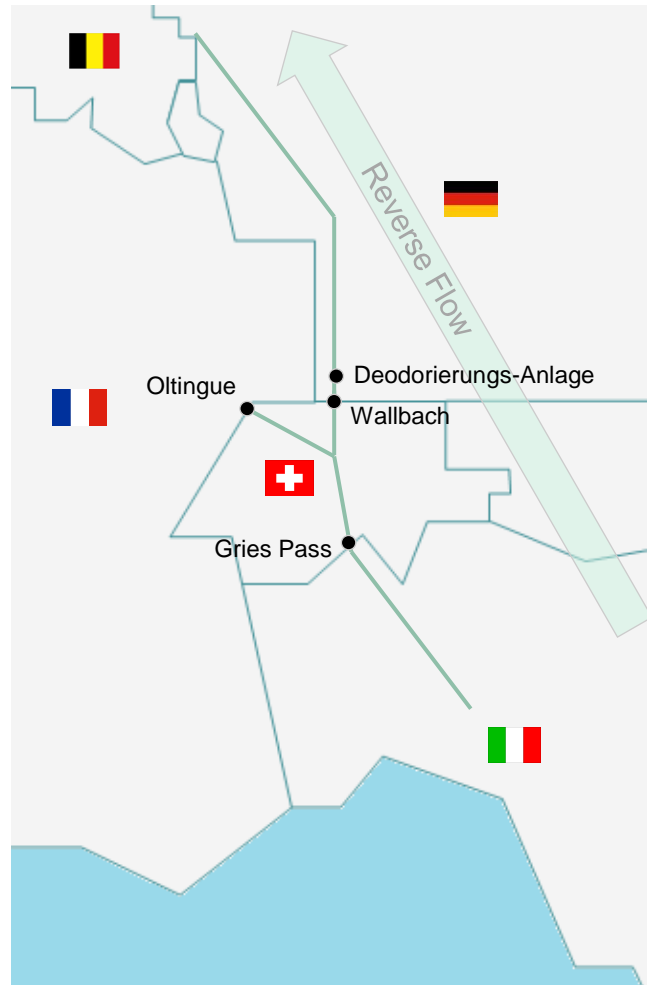 Reverse Flow
Deodorierungs-Anlage
Oltingue
Wallbach
Gries Pass